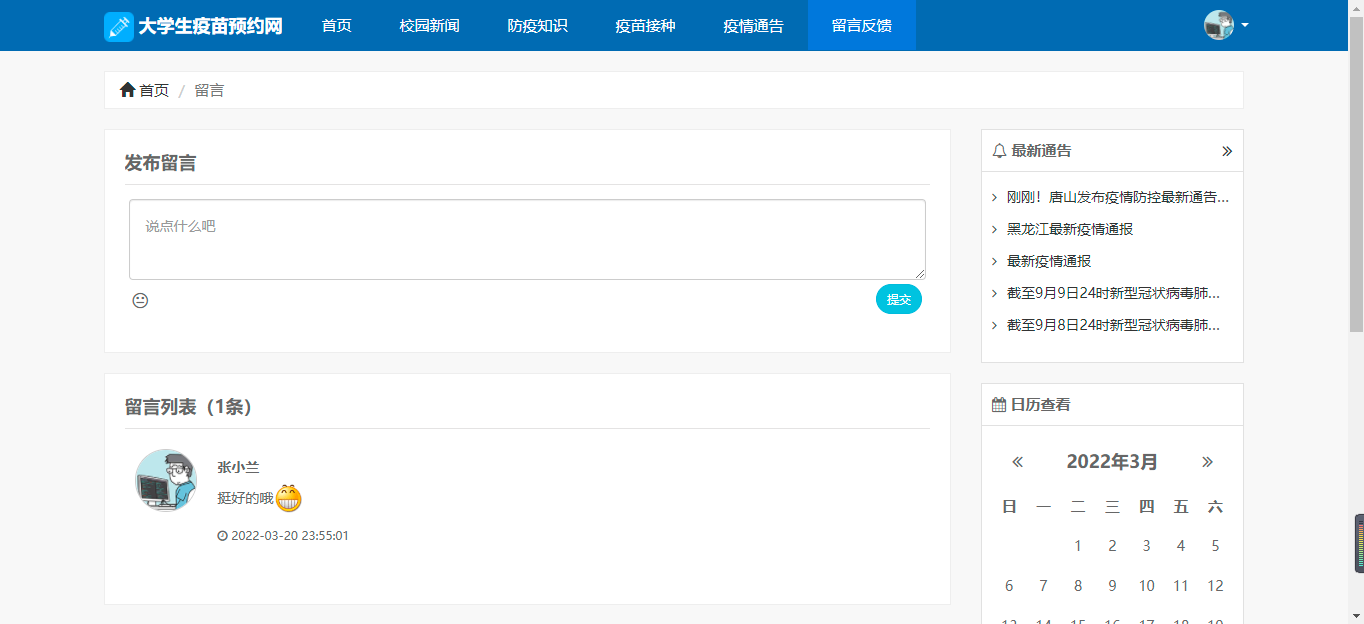 大学生疫苗预约网 首页 校园新闻 防疫知识 疫苗接种 疫情通告 留言反馈
首页 / 留言
发布留言
说点什么吧
提交
留言列表（1条）
张小兰
挺好的哦
2022-03-20 23:55:01
最新通告 »
刚刚！唐山发布疫情防控最新通告...
黑龙江最新疫情通报
最新疫情通报
截至9月9日24时新型冠状病毒肺...
截至9月8日24时新型冠状病毒肺...
日历查看
« 2022年3月 »
日 一 二 三 四 五 六
1 2 3 4 5
6 7 8 9 10 11 12
13 14 15 16 17 18 19